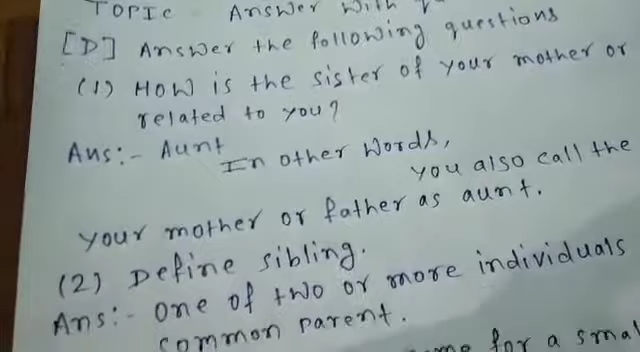 TOPIC Answer with
[D] Answer the following questions
(1) How is the sister of your mother or
related to you?
Ans:- Aunt
In other words,
you also call the
your mother or father as aunt.
(2) Define sibling.
Ans:- one of two or more individuals
common parent.
for a small